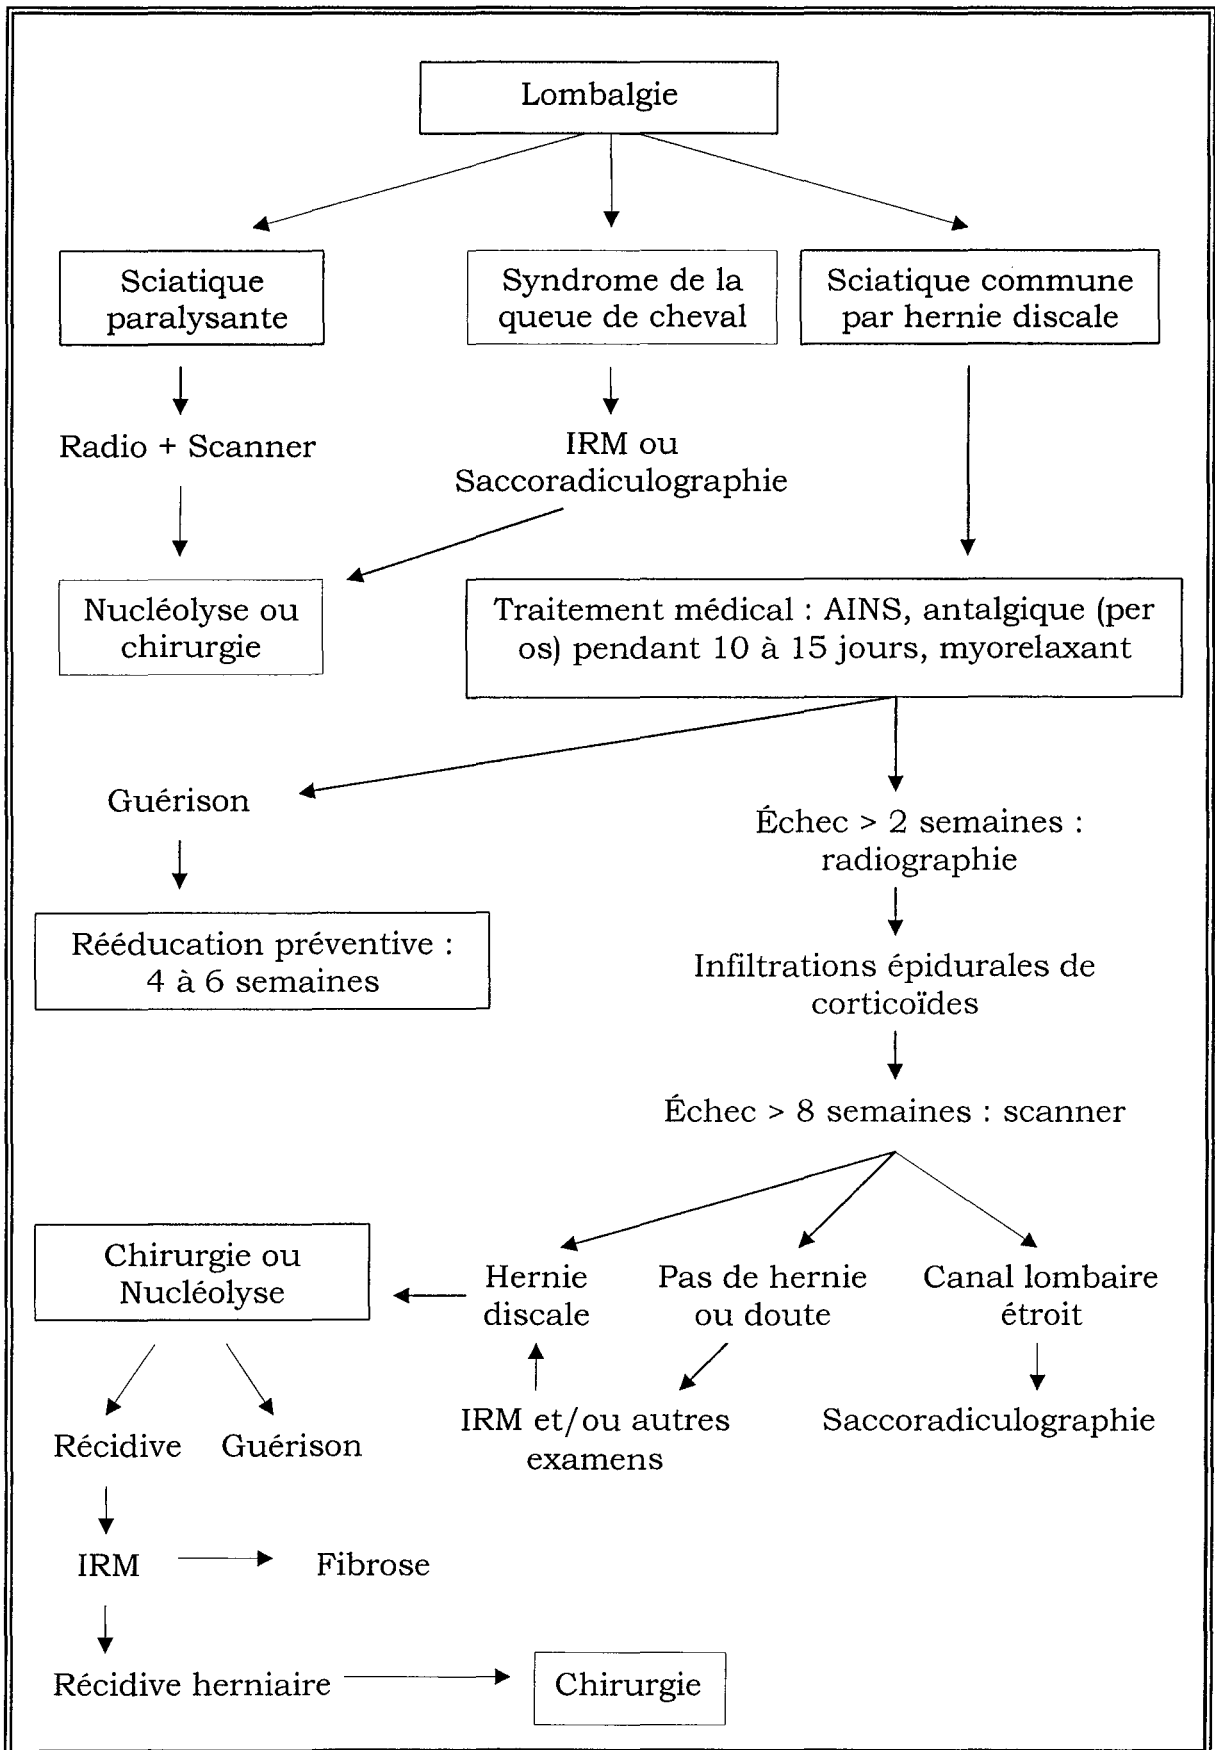 Lombalgie
Sciatique
paralysante
Syndrome de la
queue de cheval
Sciatique commune
par hernie discale
Radio + Scanner
IRM ou
Saccoradiculographie
Nucléolyse ou
chirurgie
Traitement médical : AINS, antalgique (per
os) pendant 10 à 15 jours, myorelaxant
Guérison
Échec > 2 semaines :
radiographie
Rééducation préventive :
4 à 6 semaines
Infiltrations épidurales de
corticoïdes
Échec > 8 semaines : scanner
Chirurgie ou
Nucléolyse
Hernie
discale
Pas de hernie
ou doute
Canal lombaire
étroit
Récidive
Guérison
IRM et/ou autres
examens
Saccoradiculographie
IRM
Fibrose
Récidive herniaire
Chirurgie